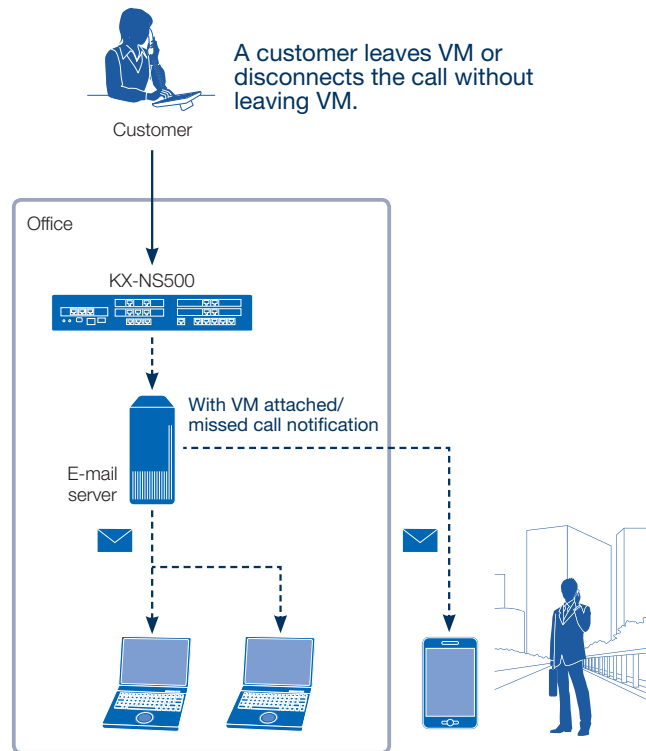 A customer leaves VM or
disconnects the call without
leaving VM.
Customer
Office
KX-NS500
With VM attached/
missed call notification
E-mail
server